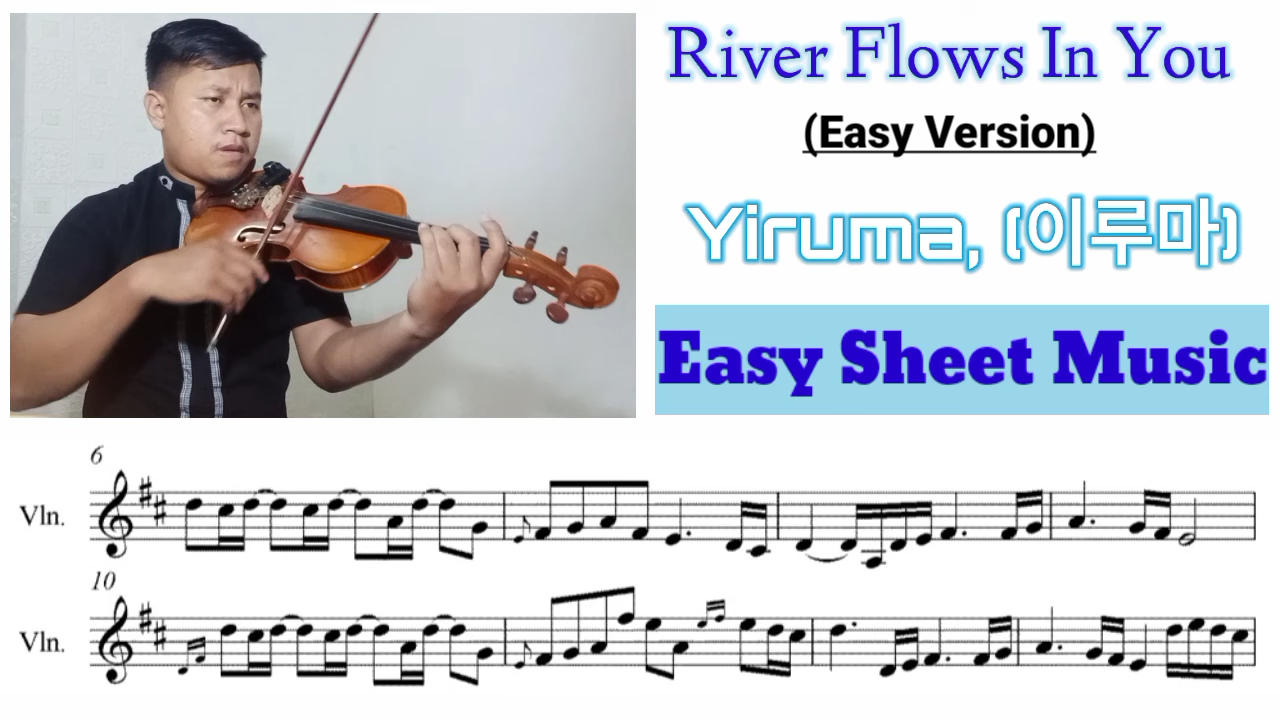 River Flows In You
(Easy Version)
Yiruma, (이루마)
Easy Sheet Music
6
Vln.
10
Vln.